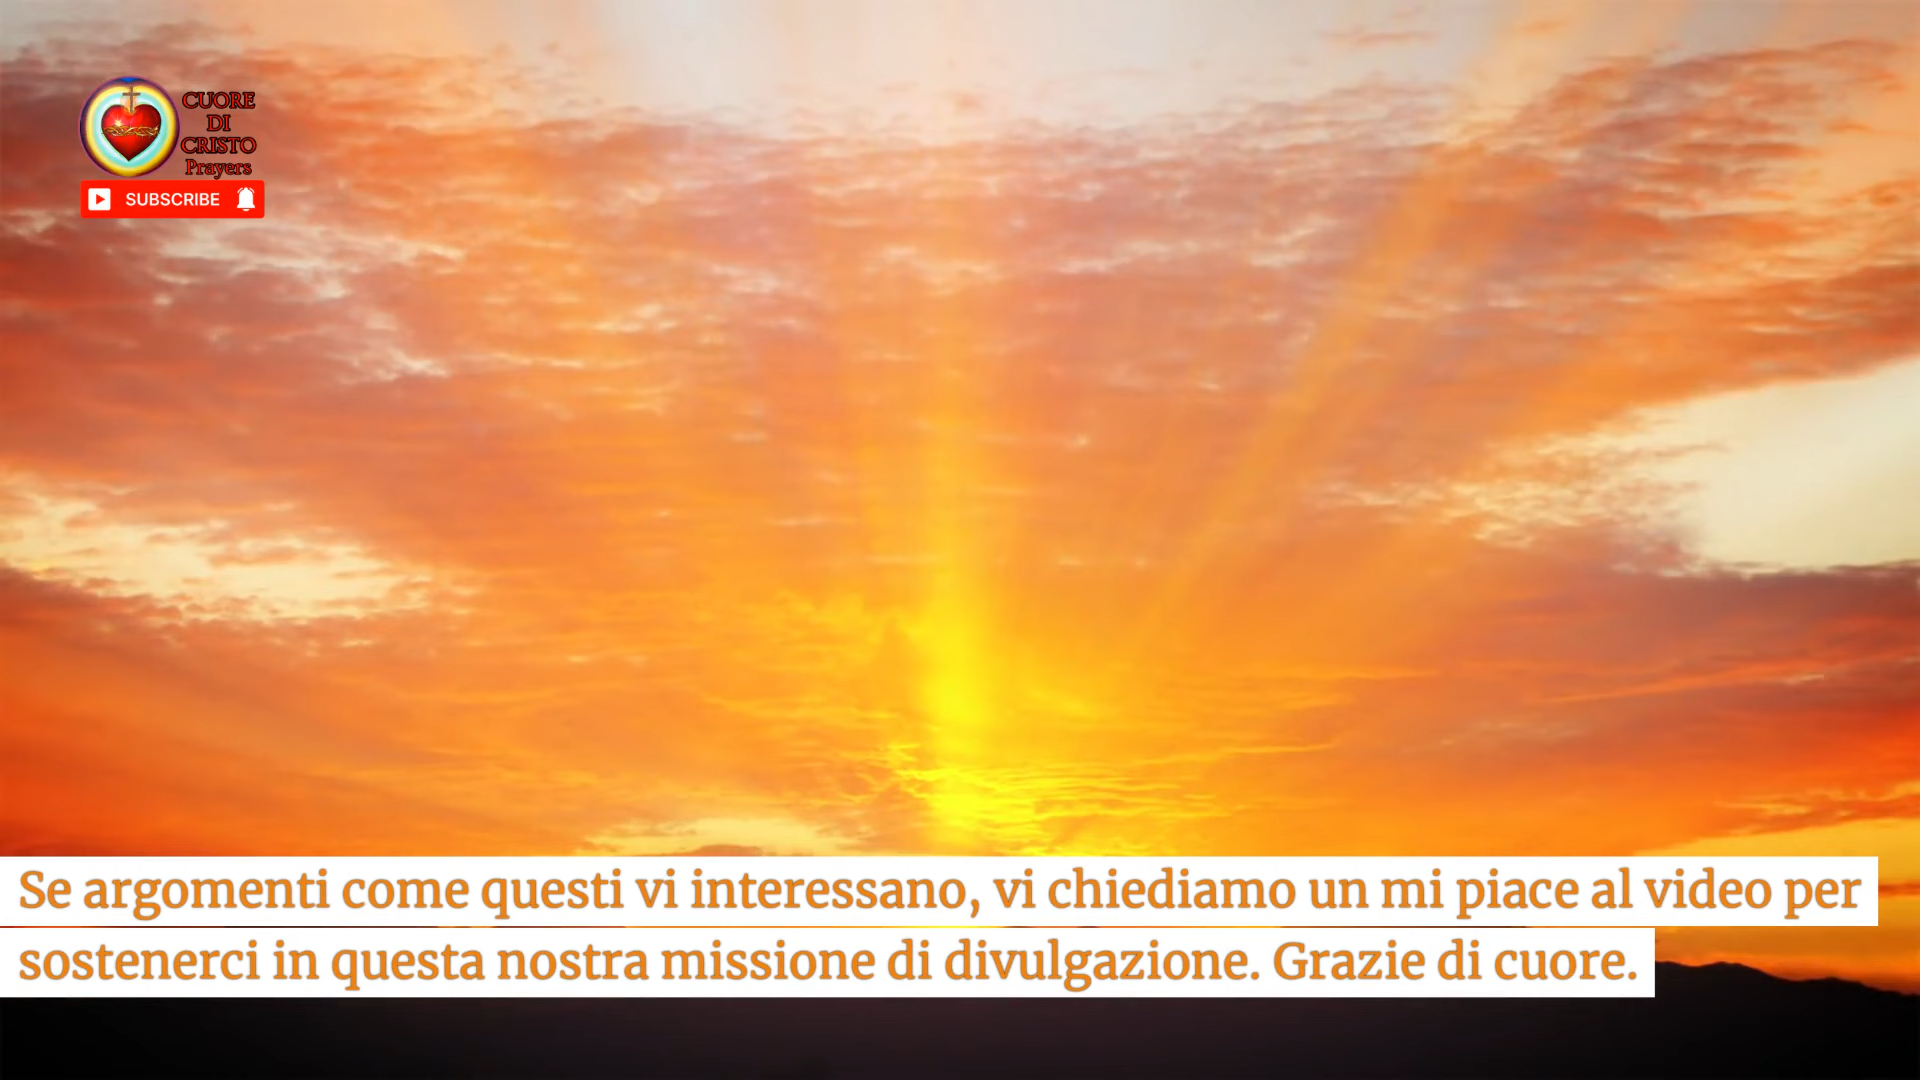 CUORE
DI
CRISTO
Prayers
SUBSCRIBE
Se argomenti come questi vi interessano, vi chiediamo un mi piace al video per
sostenerci in questa nostra missione di divulgazione. Grazie di cuore.